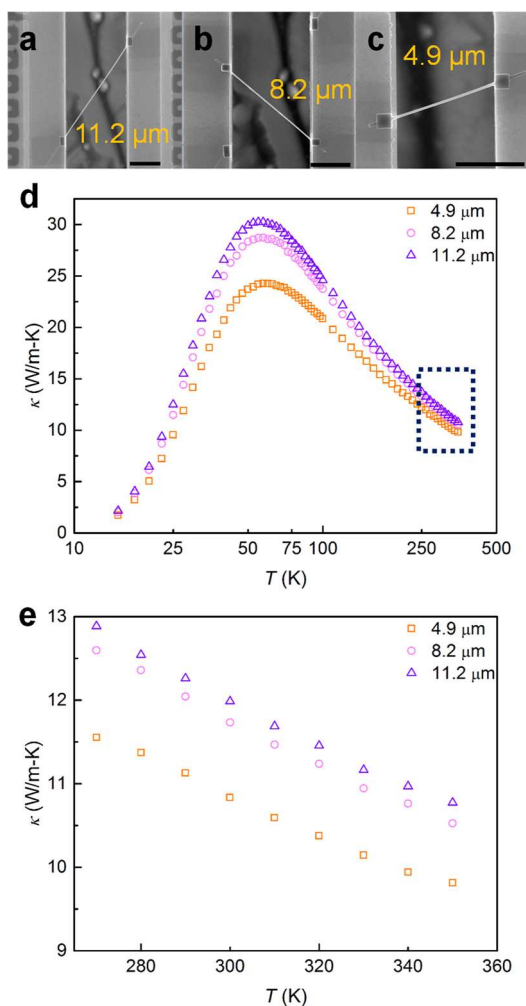 a
b
c
11.2 µm
8.2 µm
4.9 µm
d
κ (W/m-K)
30
25
20
15
10
5
0
4.9 µm
8.2 µm
11.2 µm
10
25
50
75
100
250
500
T (K)
e
κ (W/m-K)
13
12
11
10
9
4.9 µm
8.2 µm
11.2 µm
280
300
320
340
360
T (K)